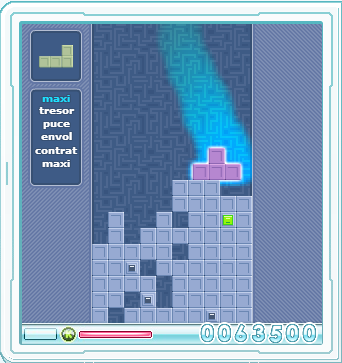 maxi
tresor
puce
envol
contrat
maxi
0063500